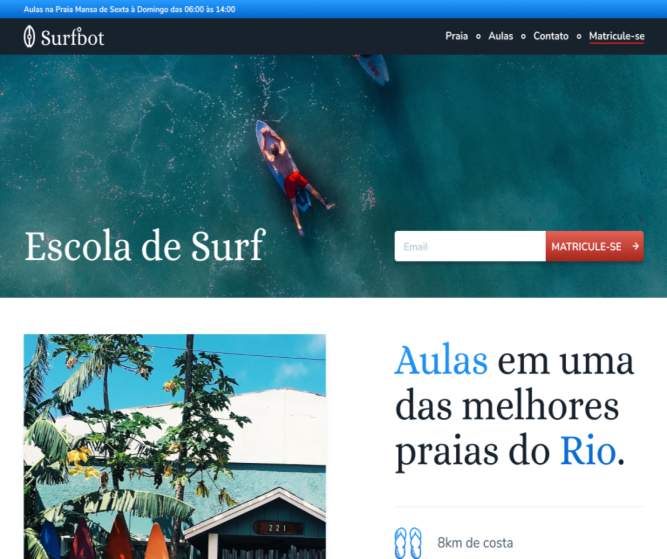 Aulas na Praia Mansa de Sexta à Domingo das 06:00 às 14:00
Surfbot
Praia
Aulas
Contato
Matricule-se
Escola de Surf
Email
MATRICULE-SE →
Aulas em uma
das melhores
praias do Rio.
221
8km de costa